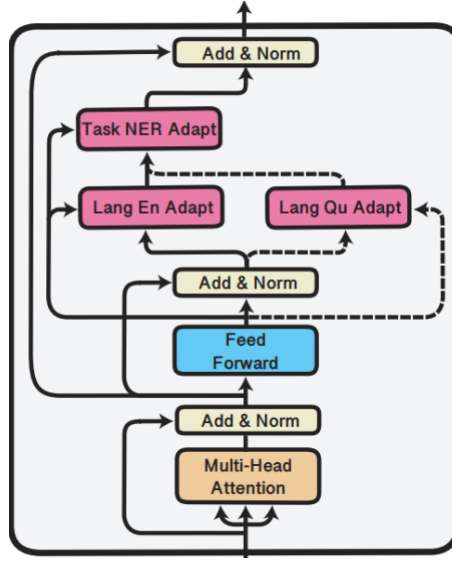 Add & Norm
Task NER Adapt
Lang En Adapt
Lang Qu Adapt
Add & Norm
Feed
Forward
Add & Norm
Multi-Head
Attention